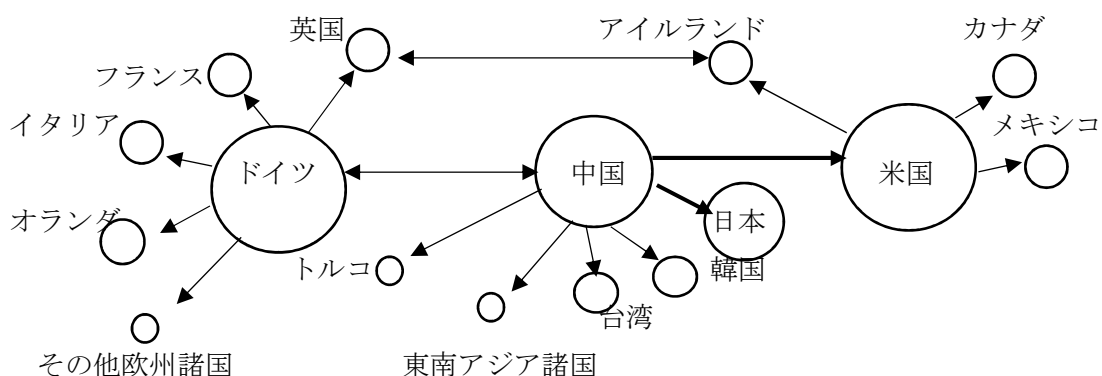 英国
アイルランド
カナダ
フランス
イタリア
メキシコ
ドイツ
中国
米国
オランダ
日本
トルコ
韓国
台湾
その他欧州諸国
東南アジア諸国